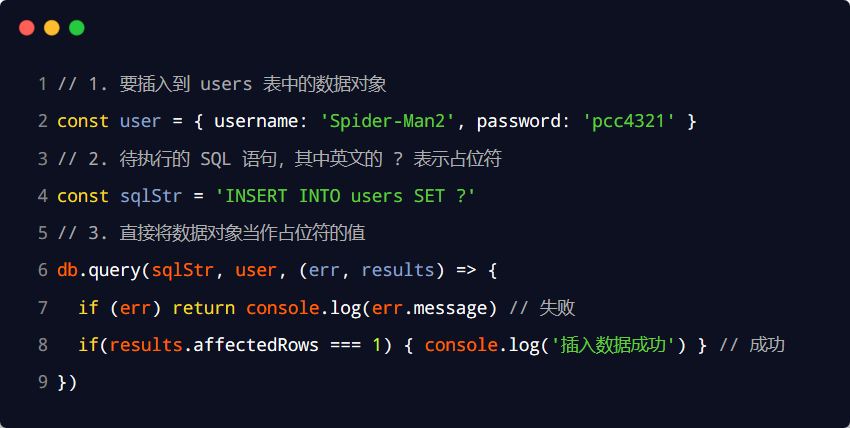 1 // 1. 要插入到 users 表中的数据对象
2 const user = { username: 'Spider-Man2', password: 'pcc4321' }
3 // 2. 待执行的 SQL 语句，其中英文的 ? 表示占位符
4 const sqlStr = 'INSERT INTO users SET ?'
5 // 3. 直接将数据对象当作占位符的值
6 db.query(sqlStr, user, (err, results) => {
7   if (err) return console.log(err.message) // 失败
8   if(results.affectedRows === 1) { console.log('插入数据成功') } // 成功
9 })